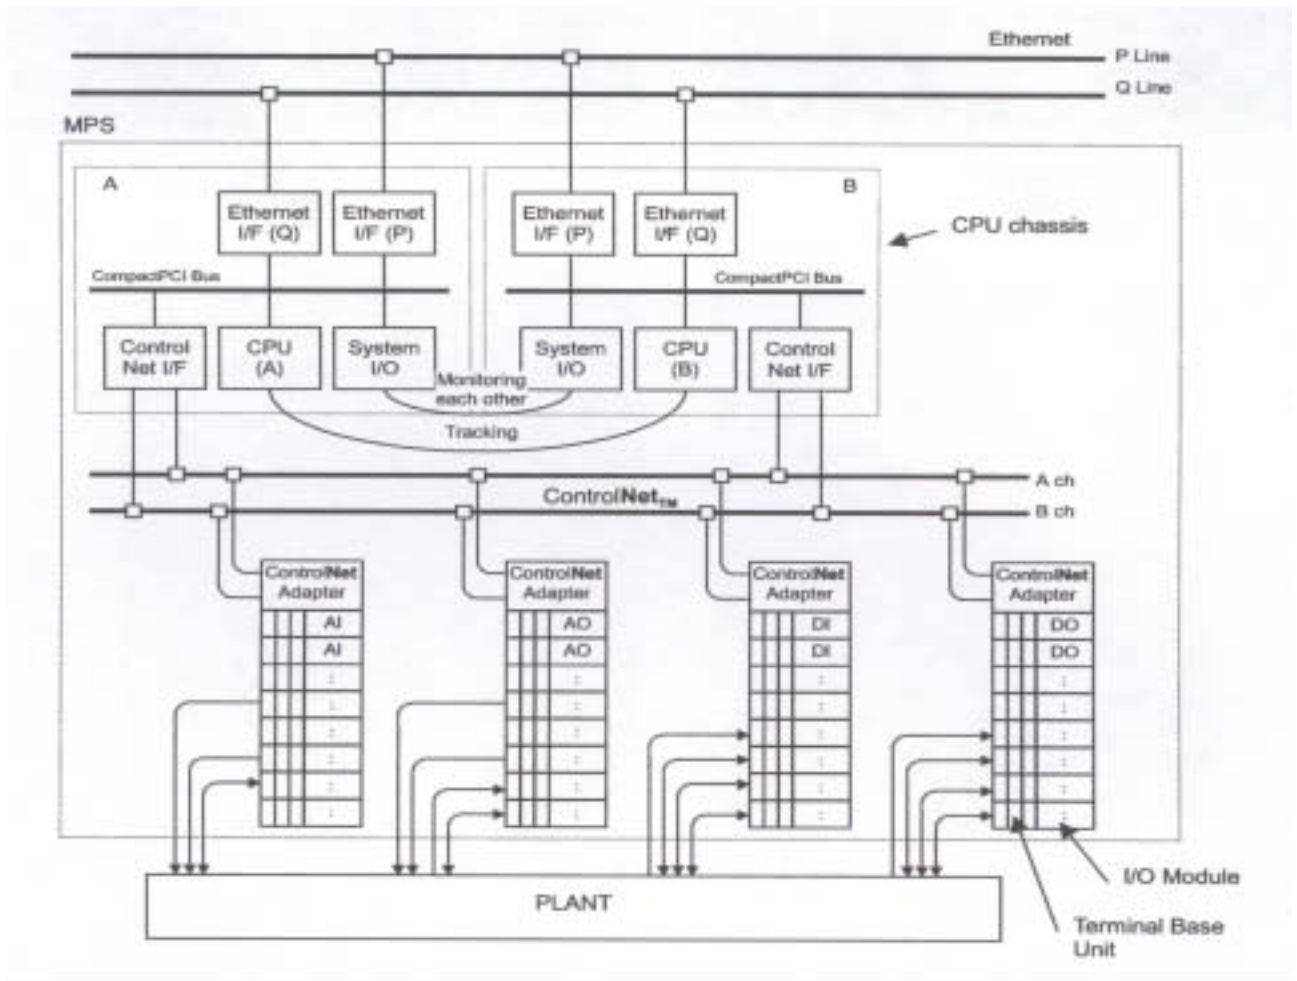 Ethernet
P Line
Q Line
MPS
A
B
Ethernet
I/F (Q)
Ethernet
I/F (P)
Ethernet
I/F (P)
Ethernet
I/F (Q)
CPU chassis
CompactPCI Bus
CompactPCI Bus
Control
Net I/F
CPU
(A)
System
I/O
System
I/O
CPU
(B)
Control
Net I/F
Monitoring
each other
Tracking
A ch
ControlNet™
B ch
ControlNet
Adapter
ControlNet
Adapter
ControlNet
Adapter
ControlNet
Adapter
AI
AO
DI
DO
AI
AO
DI
DO
: : : :
: : : :
: : : :
: : : :
: : : :
: : : :
I/O Module
PLANT
Terminal Base
Unit